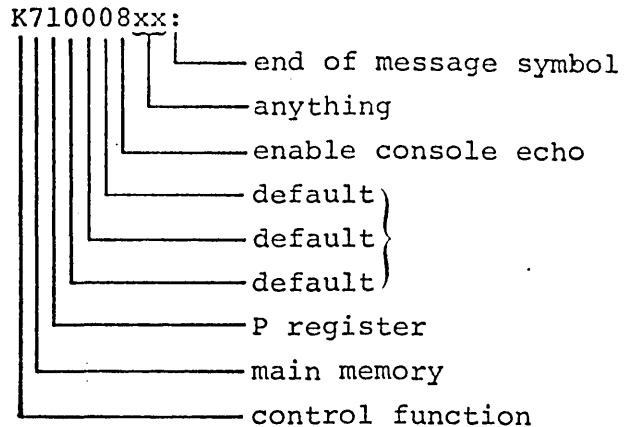 K710008xx:
end of message symbol
anything
enable console echo
default
default
default
P register
main memory
control function